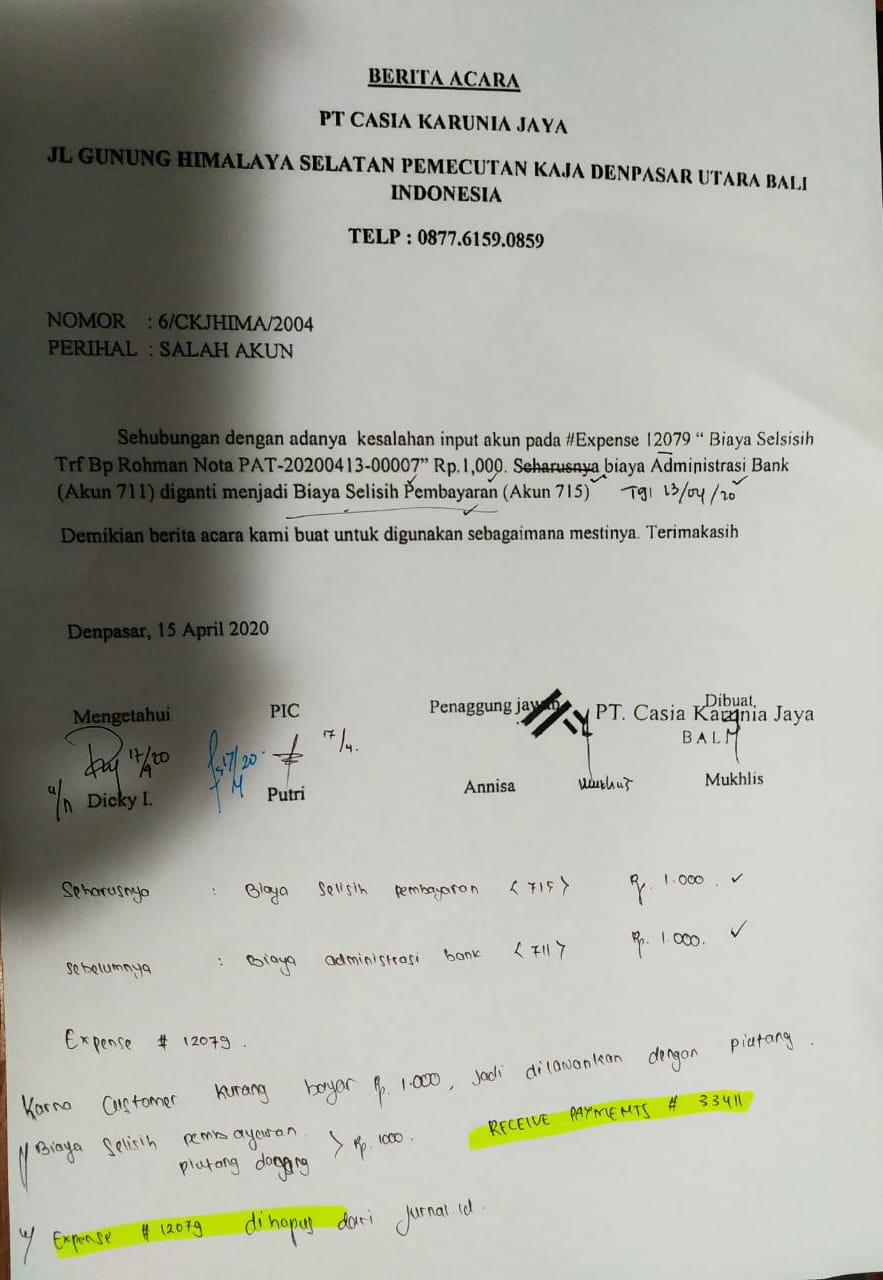 BERITA ACARA
PT CASIA KARUNIA JAYA
JL GUNUNG HIMALAYA SELATAN PEMECUTAN KAJA DENPASAR UTARA BALI
INDONESIA
TELP : 0877.6159.0859
NOMOR : 6/CKJHIMA/2004
PERIHAL : SALAH AKUN
Sehubungan dengan adanya kesalahan input akun pada #Expense 12079 “ Biaya Selsisih
Trf Bp Rohman Nota PAT-20200413-00007” Rp.1,000. Seharusnya biaya Administrasi Bank
(Akun 711) diganti menjadi Biaya Selisih Pembayaran (Akun 715) Tgl 13/04/20
Demikian berita acara kami buat untuk digunakan sebagaimana mestinya. Terimakasih
Denpasar, 15 April 2020
Mengetahui PIC Penaggung jawab Dibuat,
PT. Casia Karunia Jaya
BALI
17/4 20 17/20 17/4.
a/n Dicky I. Putri Annisa Mukhlis
Seharusnya : Biaya selisih pembayaran <715> Rp. 1.000. ✓
Sebelumnya : Biaya administrasi bank <711> Rp. 1.000. ✓
Expense # 12079.
Karna Customer kurang bayar Rp. 1.000, Jadi dilawankan dengan piutang.
Biaya Selisih pembayaran > Rp. 1000. RECEIVE PAYMENTS # 33411
piutang dagang
Expense # 12079 dihapus dari jurnal.id.